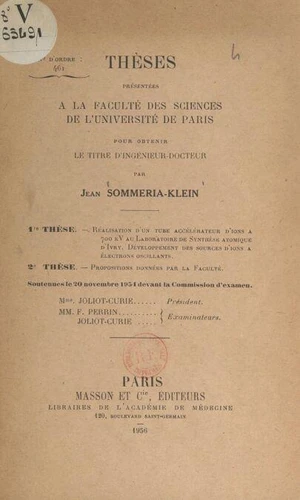 8º V
63691
D'ORDRE :
461
THÈSES
PRÉSENTÉES
A LA FACULTÉ DES SCIENCES
DE L'UNIVERSITÉ DE PARIS
POUR OBTENIR
LE TITRE D'INGÉNIEUR-DOCTEUR
PAR
JEAN SOMMERIA-KLEIN
1re THÈSE. — RÉALISATION D'UN TUBE ACCÉLÉRATEUR D'IONS A
700 KV AU LABORATOIRE DE SYNTHÈSE ATOMIQUE
D'IVRY. DÉVELOPPEMENT DES SOURCES D'IONS A
ÉLECTRONS OSCILLANTS.
2e THÈSE. — PROPOSITIONS DONNÉES PAR LA FACULTÉ.
Soutenues le 20 novembre 1954 devant la Commission d'examen.
Mme JOLIOT-CURIE...... Président.
MM. F. PERRIN..........
JOLIOT-CURIE ...... Examinateurs.
PARIS
MASSON ET Cie, ÉDITEURS
LIBRAIRES DE L'ACADÉMIE DE MÉDECINE
120, BOULEVARD SAINT-GERMAIN
1956